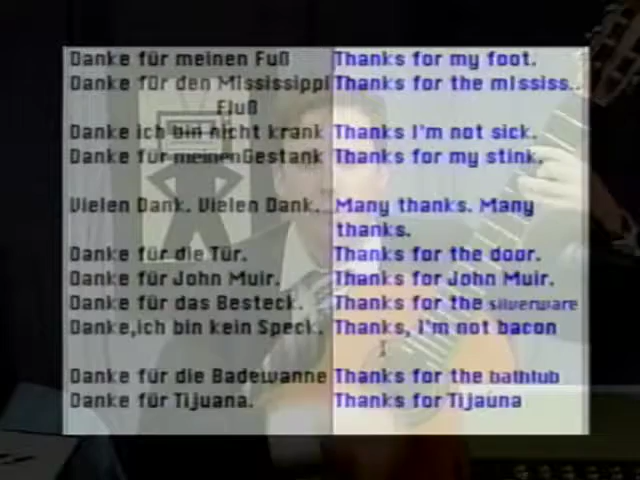 Danke für meinen Fuß Thanks for my foot.
Danke für den Mississippi Thanks for the mississ..
Fluß
Danke ich bin nicht krank Thanks I'm not sick.
Danke für meinen Gestank Thanks for my stink.
Vielen Dank. Vielen Dank. Many thanks. Many
thanks.
Danke für die Tür. Thanks for the door.
Danke für John Muir. Thanks for John Muir.
Danke für das Besteck. Thanks for the silverware
Danke,ich bin kein Speck. Thanks, I'm not bacon
Danke für die Badewanne Thanks for the bathtub
Danke für Tijuana. Thanks for Tijauna